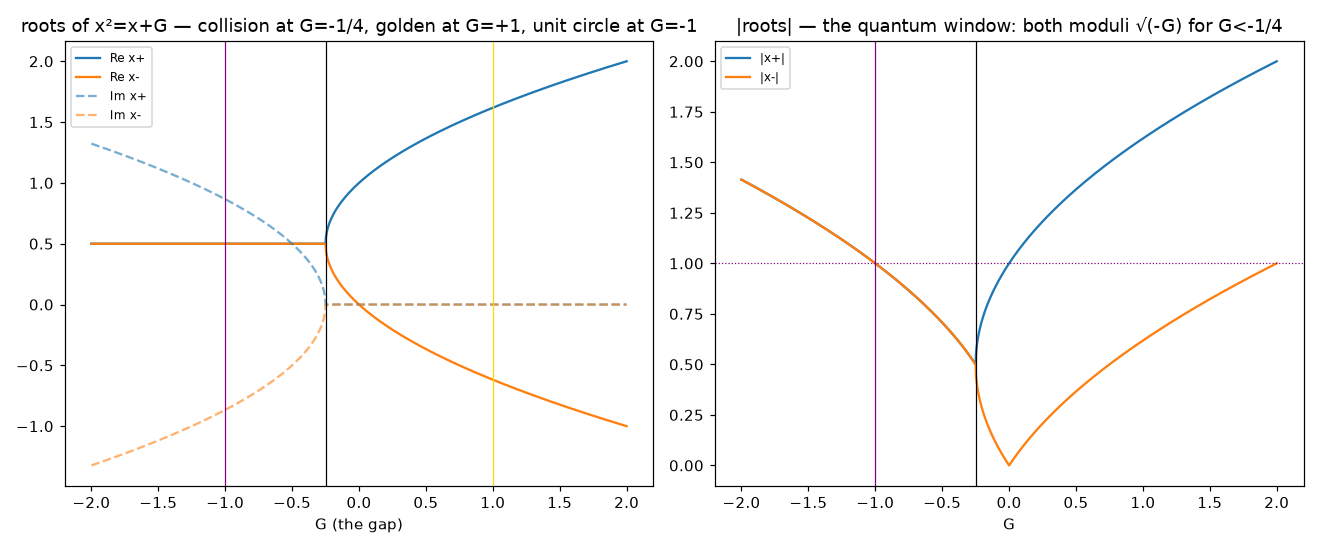 roots of x²=x+G — collision at G=-1/4, golden at G=+1, unit circle at G=-1
Re x+
Re x-
Im x+
Im x-
2.0
1.5
1.0
0.5
0.0
−0.5
−1.0
−2.0 −1.5 −1.0 −0.5 0.0 0.5 1.0 1.5 2.0
G (the gap)
|roots| — the quantum window: both moduli √(-G) for G<-1/4
|x+|
|x-|
2.00
1.75
1.50
1.25
1.00
0.75
0.50
0.25
0.00
−2.0 −1.5 −1.0 −0.5 0.0 0.5 1.0 1.5 2.0
G